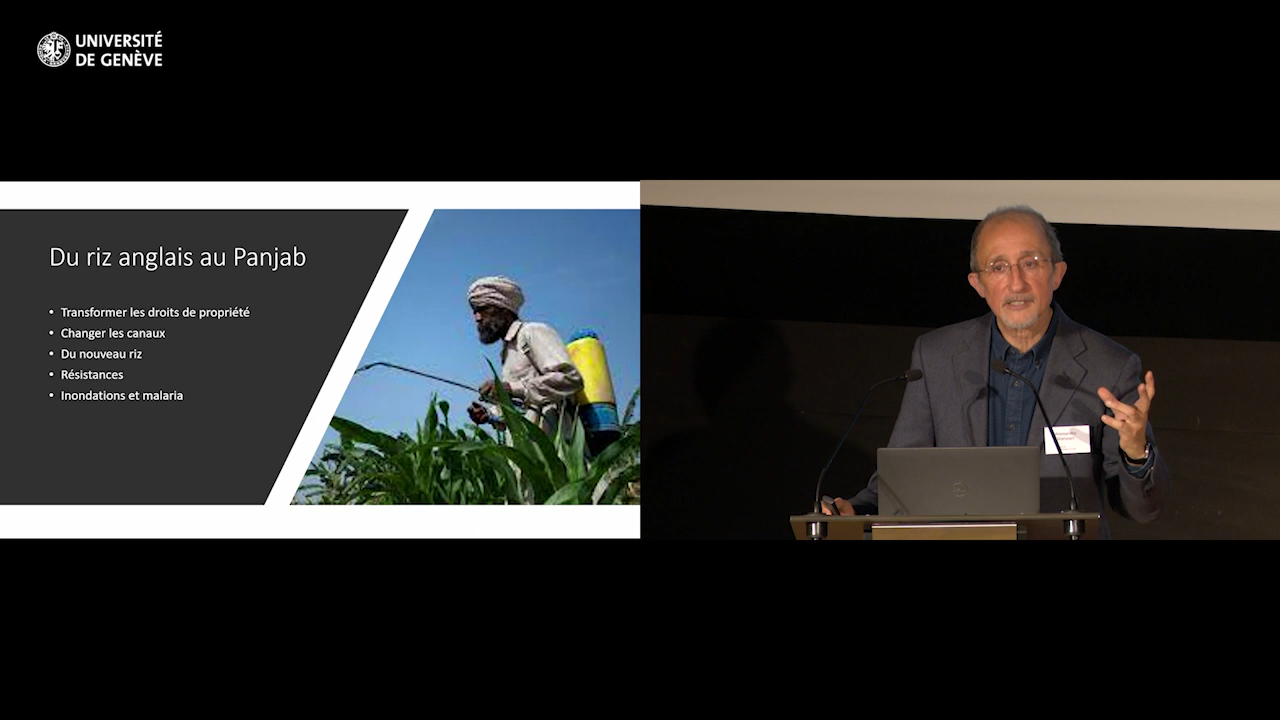 UNIVERSITÉ
DE GENÈVE
Du riz anglais au Panjab
• Transformer les droits de propriété
• Changer les canaux
• Du nouveau riz
• Résistances
• Inondations et malaria